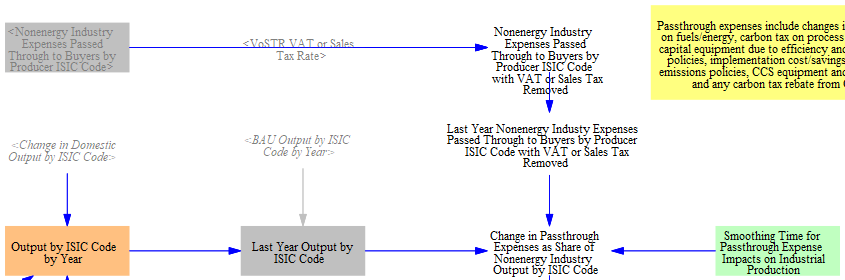 <Nonenergy Industry
Expenses Passed
Through to Buyers by
Producer ISIC Code>
<VoSTR VAT or Sales
Tax Rate>
Nonenergy Industry
Expenses Passed
Through to Buyers by
Producer ISIC Code
with VAT or Sales Tax
Removed
Passthrough expenses include changes i
on fuels/energy, carbon tax on process
capital equipment due to efficiency and
policies, implementation cost/savings
emissions policies, CCS equipment and
and any carbon tax rebate from
<Change in Domestic
Output by ISIC Code>
<BAU Output by ISIC
Code by Year>
Last Year Nonenergy Industy Expenses
Passed Through to Buyers by Producer
ISIC Code with VAT or Sales Tax
Removed
Output by ISIC Code
by Year
Last Year Output by
ISIC Code
Change in Passthrough
Expenses as Share of
Nonenergy Industry
Output by ISIC Code
Smoothing Time for
Passthrough Expense
Impacts on Industrial
Production